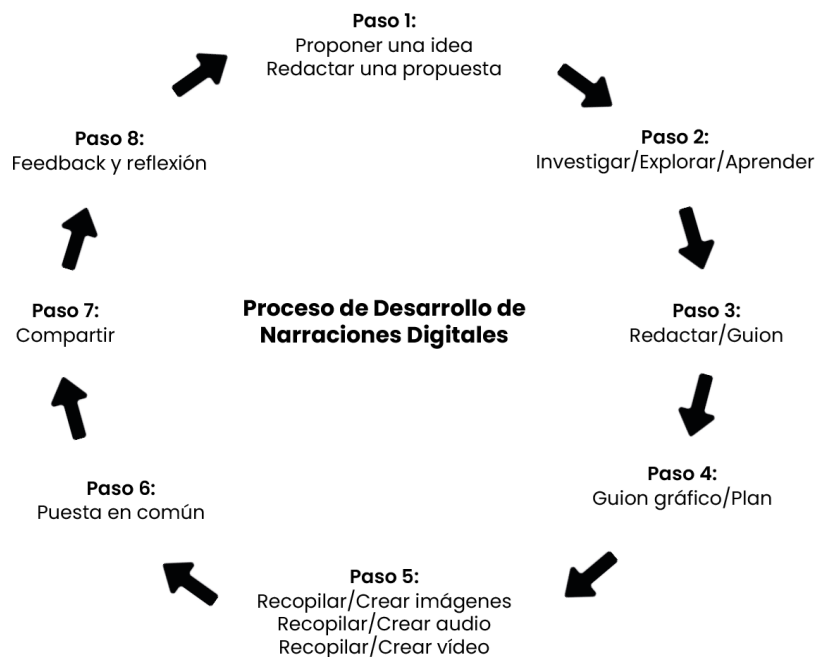 Paso 1:
Proponer una idea
Redactar una propuesta
Paso 2:
Investigar/Explorar/Aprender
Paso 3:
Redactar/Guion
Paso 4:
Guion gráfico/Plan
Paso 5:
Recopilar/Crear imágenes
Recopilar/Crear audio
Recopilar/Crear vídeo
Paso 6:
Puesta en común
Paso 7:
Compartir
Paso 8:
Feedback y reflexión
Proceso de Desarrollo de
Narraciones Digitales